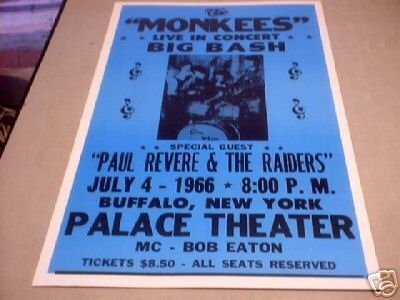 The
"MONKEES"
★ LIVE IN CONCERT ★
BIG BASH
★ SPECIAL GUEST ★
"PAUL REVERE & THE RAIDERS"
JULY 4 - 1966 ★ 8:00 P. M.
BUFFALO, NEW YORK
PALACE THEATER
MC - BOB EATON
TICKETS $8.50 - ALL SEATS RESERVED